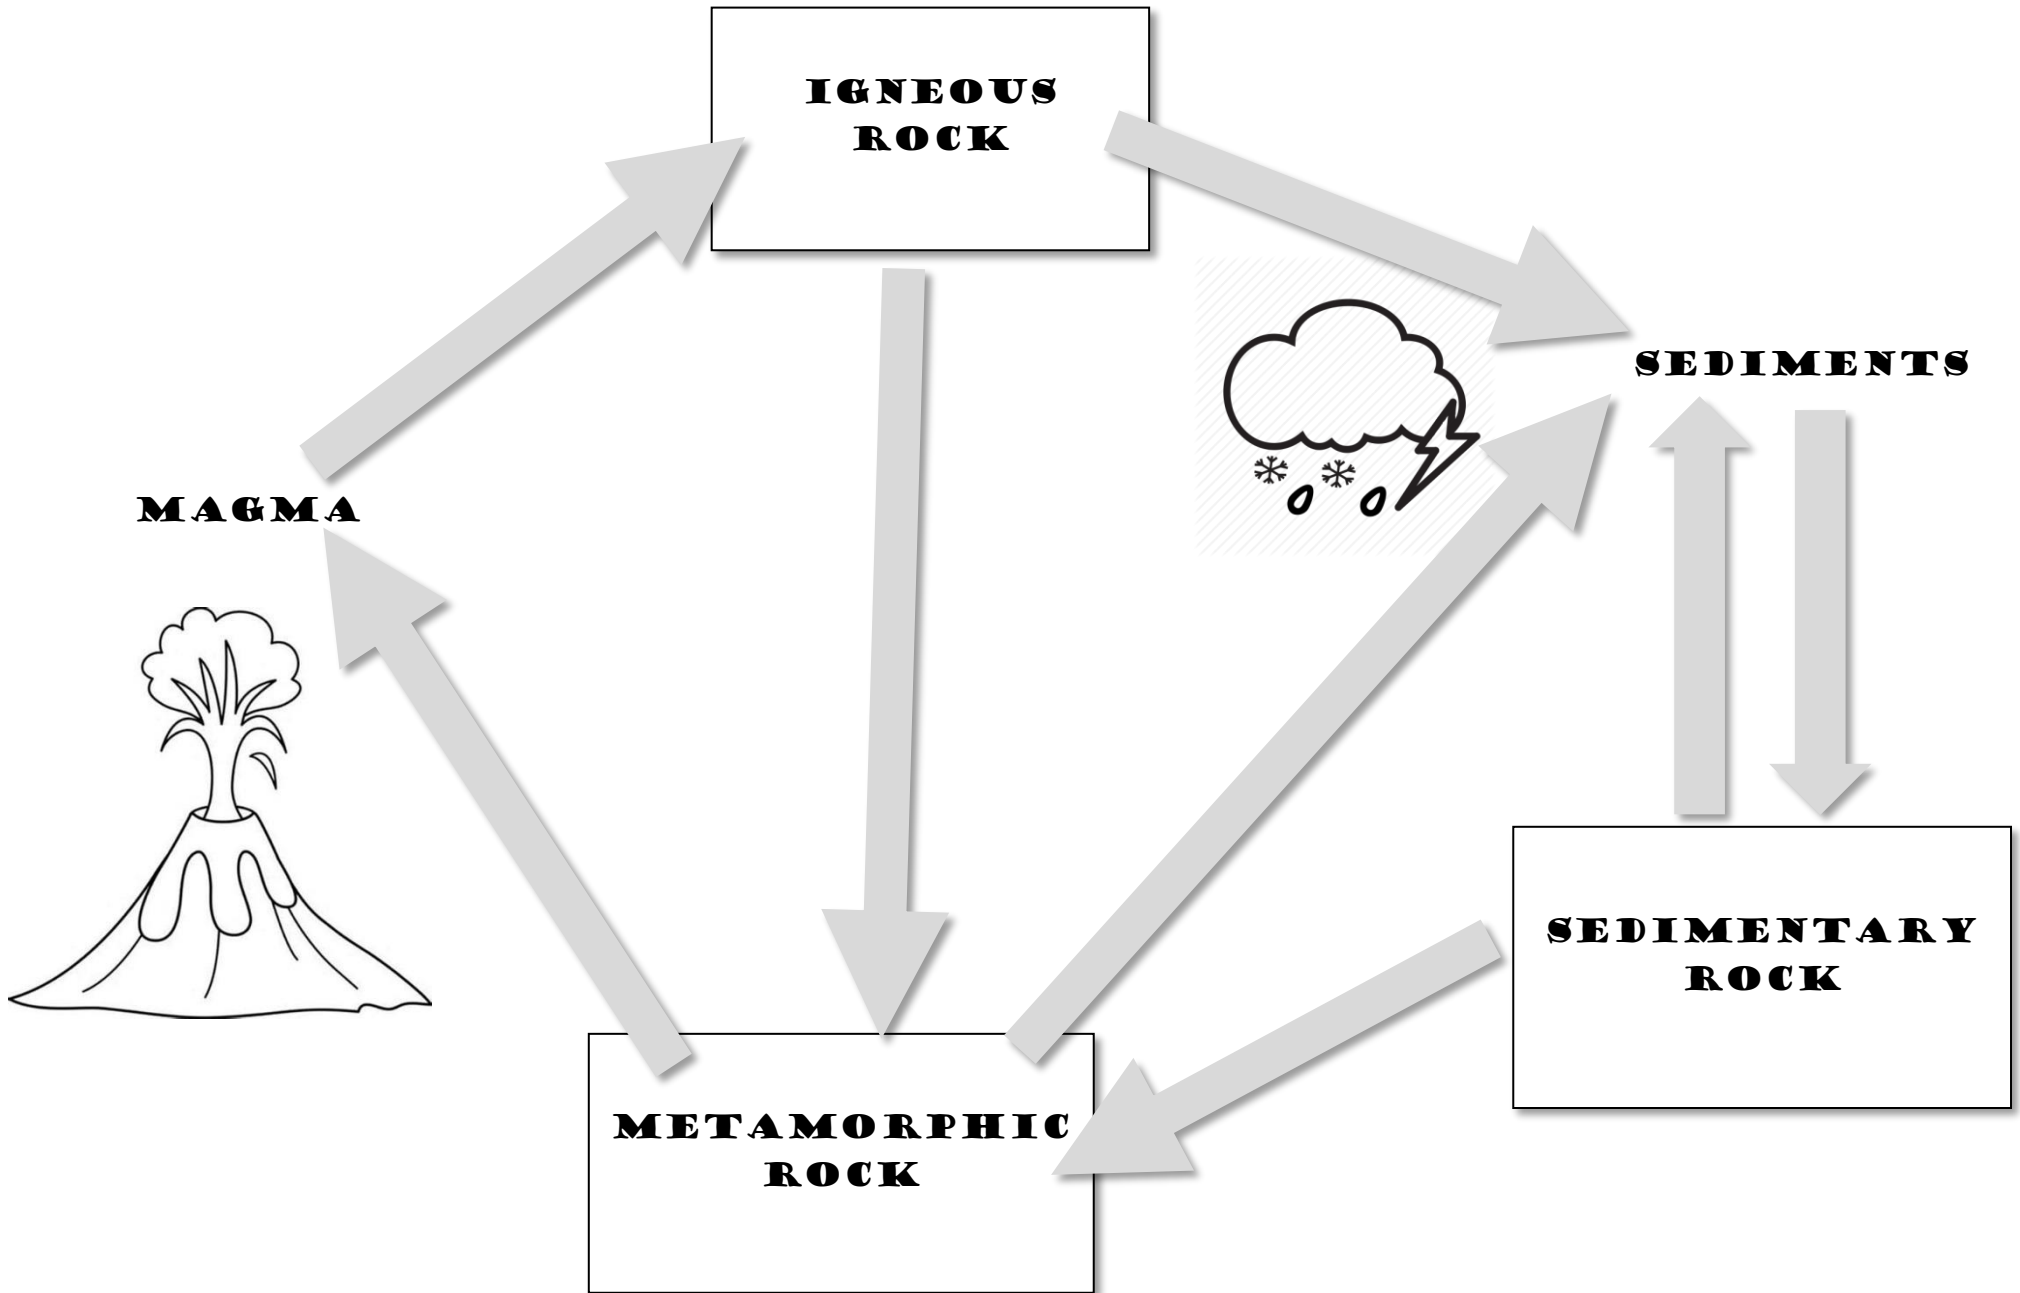 IGNEOUS
ROCK
SEDIMENTS
MAGMA
SEDIMENTARY
ROCK
METAMORPHIC
ROCK